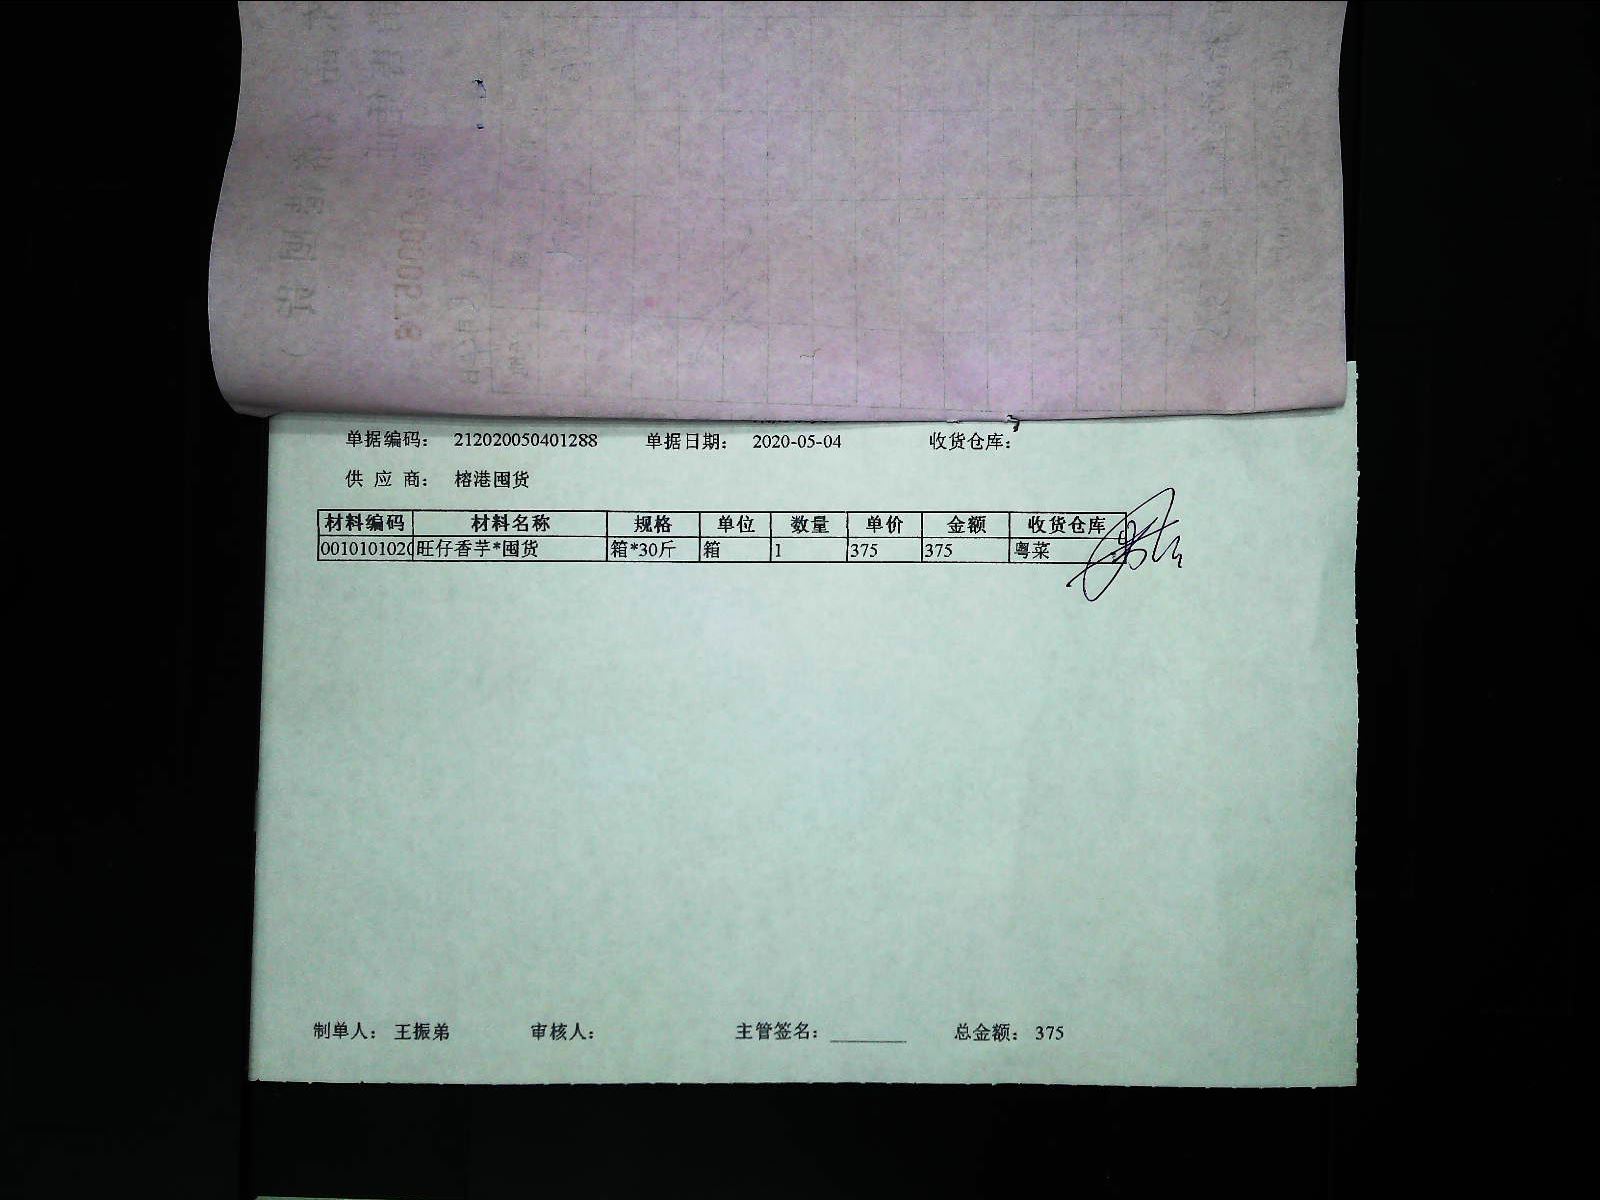 单据编码： 212020050401288 单据日期： 2020-05-04 收货仓库：
供 应 商： 榕港囤货
材料编码 材料名称 规格 单位 数量 单价 金额 收货仓库
0010101020 旺仔香芋*囤货 箱*30斤 箱 1 375 375 粤菜
制单人： 王振弟 审核人： 主管签名： 总金额： 375